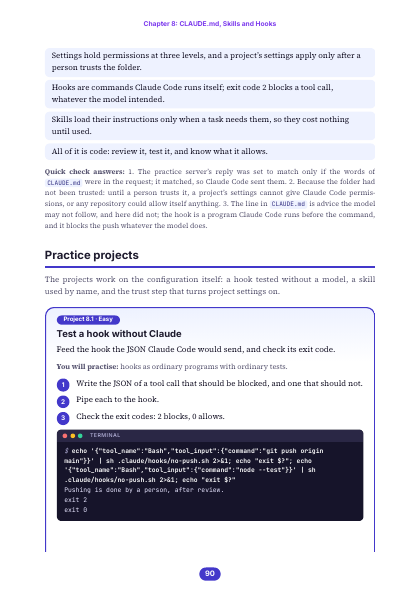 Chapter 8: CLAUDE.md, Skills and Hooks
Settings hold permissions at three levels, and a project's settings apply only after a
person trusts the folder.
Hooks are commands Claude Code runs itself; exit code 2 blocks a tool call,
whatever the model intended.
Skills load their instructions only when a task needs them, so they cost nothing
until used.
All of it is code: review it, test it, and know what it allows.
Quick check answers: 1. The practice server's reply was set to match only if the words of
CLAUDE.md were in the request; it matched, so Claude Code sent them. 2. Because the folder had
not been trusted: until a person trusts it, a project's settings cannot give Claude Code permis-
sions, or any repository could allow itself anything. 3. The line in CLAUDE.md is advice the model
may not follow, and here did not; the hook is a program Claude Code runs before the command,
and it blocks the push whatever the model does.
Practice projects
The projects work on the configuration itself: a hook tested without a model, a skill
used by name, and the trust step that turns project settings on.
Project 8.1 · Easy
Test a hook without Claude
Feed the hook the JSON Claude Code would send, and check its exit code.
You will practise: hooks as ordinary programs with ordinary tests.
1 Write the JSON of a tool call that should be blocked, and one that should not.
2 Pipe each to the hook.
3 Check the exit codes: 2 blocks, 0 allows.
TERMINAL
$ echo '{"tool_name":"Bash","tool_input":{"command":"git push origin
main"}}' | sh .claude/hooks/no-push.sh 2>&1; echo "exit $?"; echo
'{"tool_name":"Bash","tool_input":{"command":"node --test"}}' | sh
.claude/hooks/no-push.sh 2>&1; echo "exit $?"
Pushing is done by a person, after review.
exit 2
exit 0
90